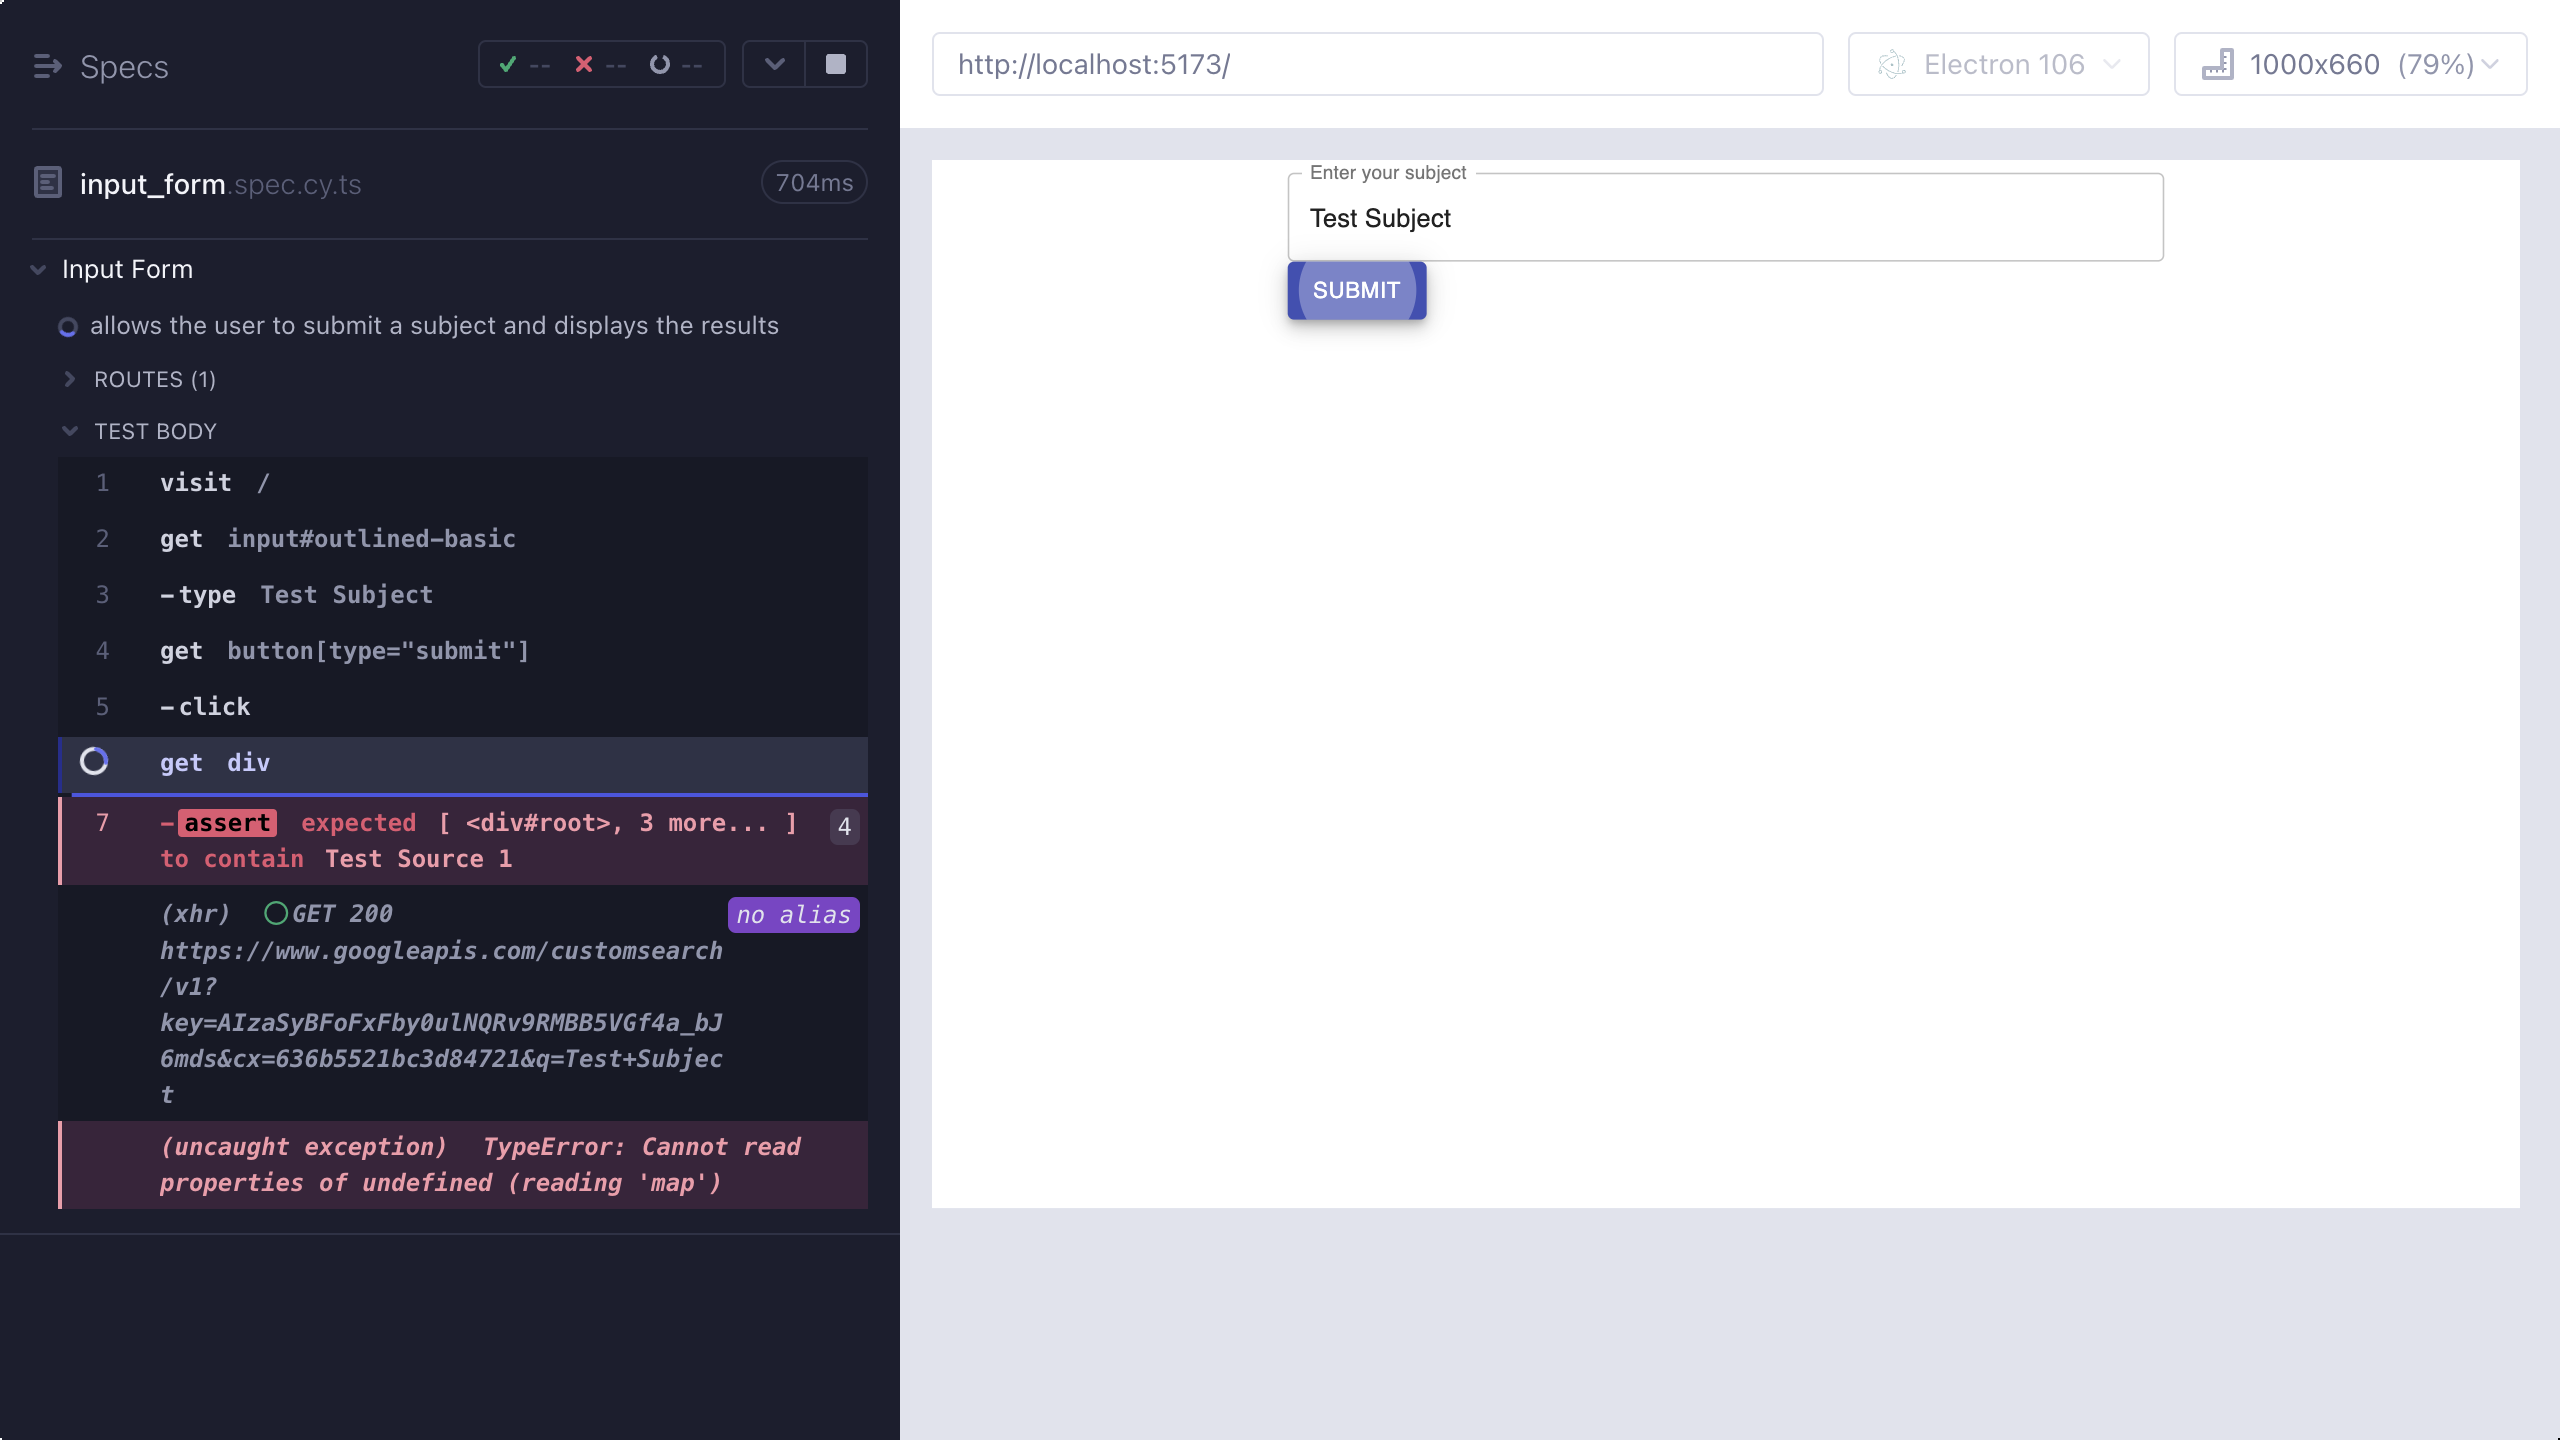 Specs
-- -- --
input_form.spec.cy.ts
704ms
Input Form
allows the user to submit a subject and displays the results
ROUTES (1)
TEST BODY
1 visit /
2 get input#outlined-basic
3 -type Test Subject
4 get button[type="submit"]
5 -click
get div
7 -assert expected [ <div#root>, 3 more... ] 4
to contain Test Source 1
(xhr) GET 200 no alias
https://www.googleapis.com/customsearch
/v1?
key=AIzaSyBFoFxFby0ulNQRv9RMBB5VGf4a_bJ
6mds&cx=636b5521bc3d84721&q=Test+Subjec
t
(uncaught exception) TypeError: Cannot read
properties of undefined (reading 'map')
http://localhost:5173/
Electron 106
1000x660 (79%)
Enter your subject
Test Subject
SUBMIT